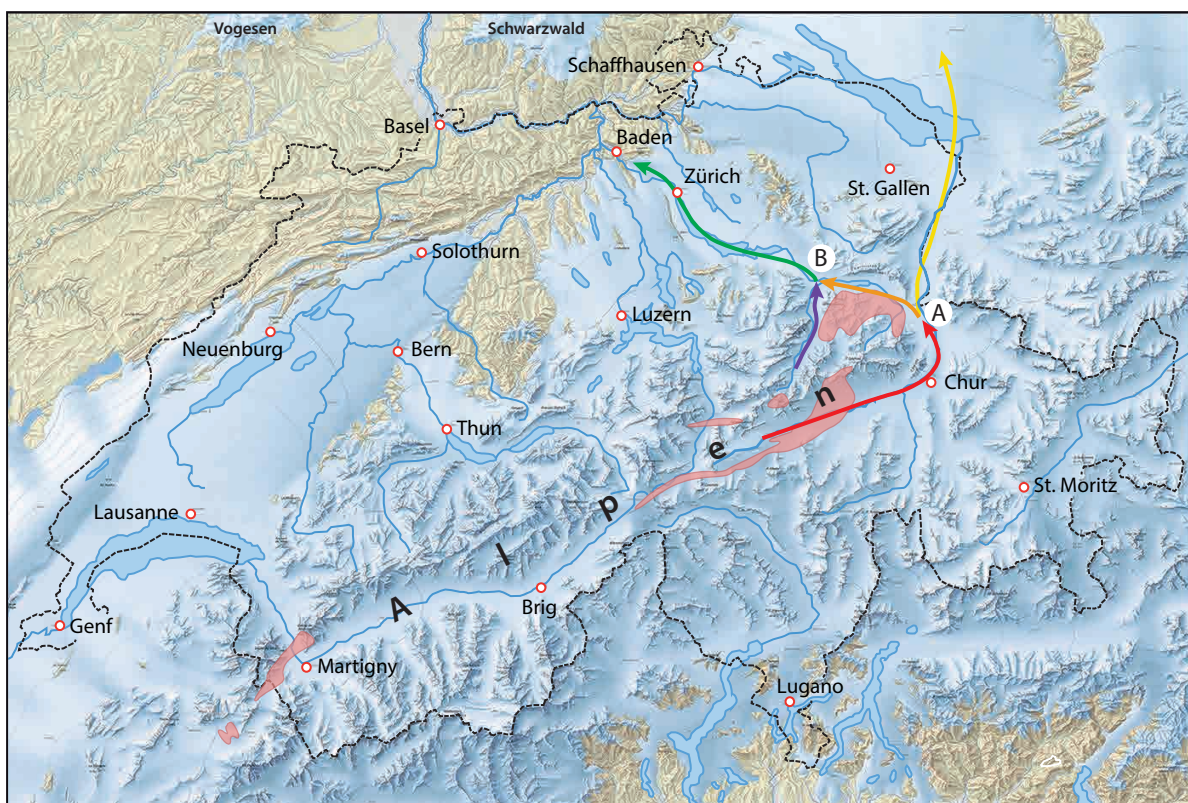 Vogesen
Schwarzwald
Schaffhausen
Basel
Baden
Zürich
St. Gallen
Solothurn
B
A
Luzern
Neuenburg
Bern
Chur
n
Thun
e
St. Moritz
p
Lausanne
l
Brig
A
Genf
Martigny
Lugano